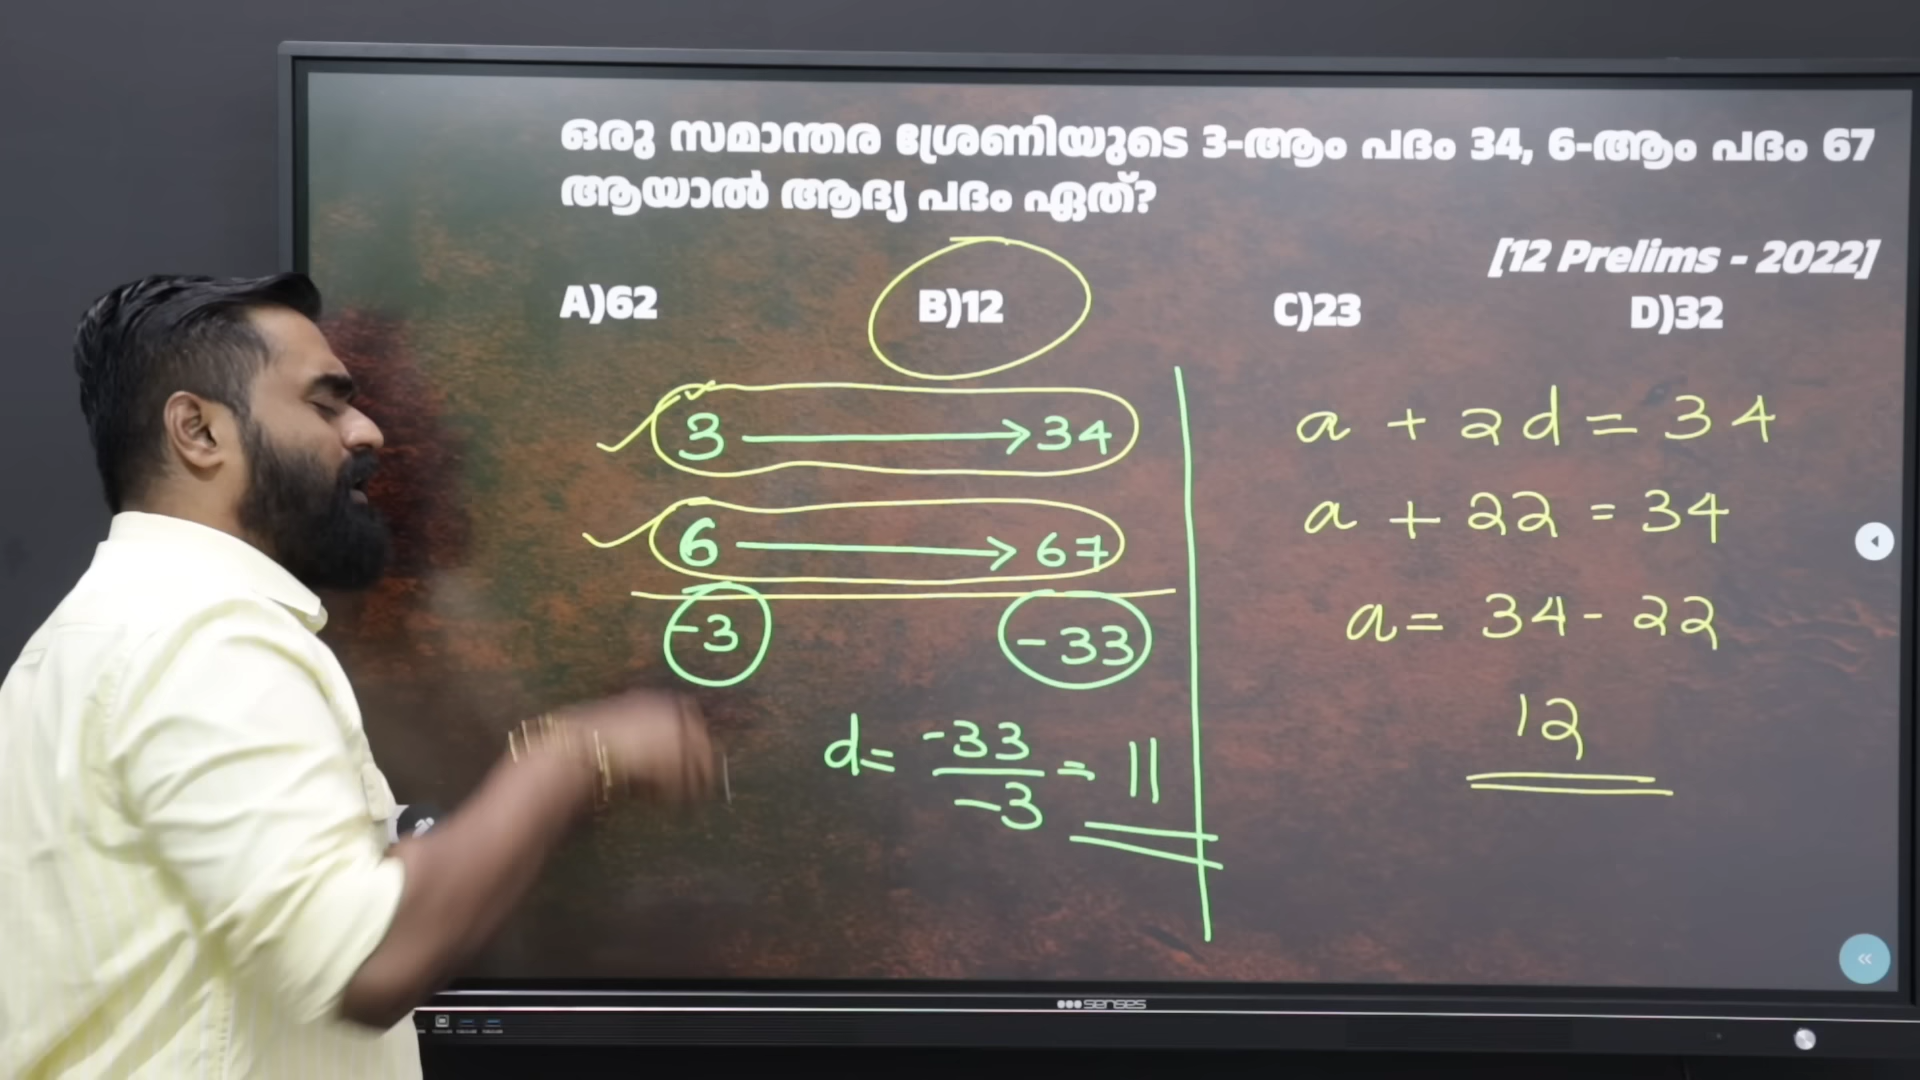 ഒരു സമാന്തര ശ്രേണിയുടെ 3-ആം പദം 34, 6-ആം പദം 67
ആയാൽ ആദ്യ പദം ഏത്?
[12 Prelims - 2022]
A)62 B)12 C)23 D)32
3 → 34
6 → 67
-3 -33
d= -33/-3 = 11
a + 2d = 34
a + 22 = 34
a = 34 - 22
12
senses